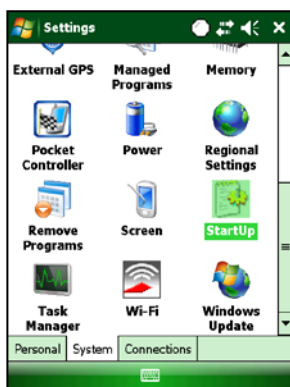 Settings
External GPS Managed Programs Memory
Pocket Controller Power Regional Settings
Remove Programs Screen StartUp
Task Manager Wi-Fi Windows Update
Personal System Connections